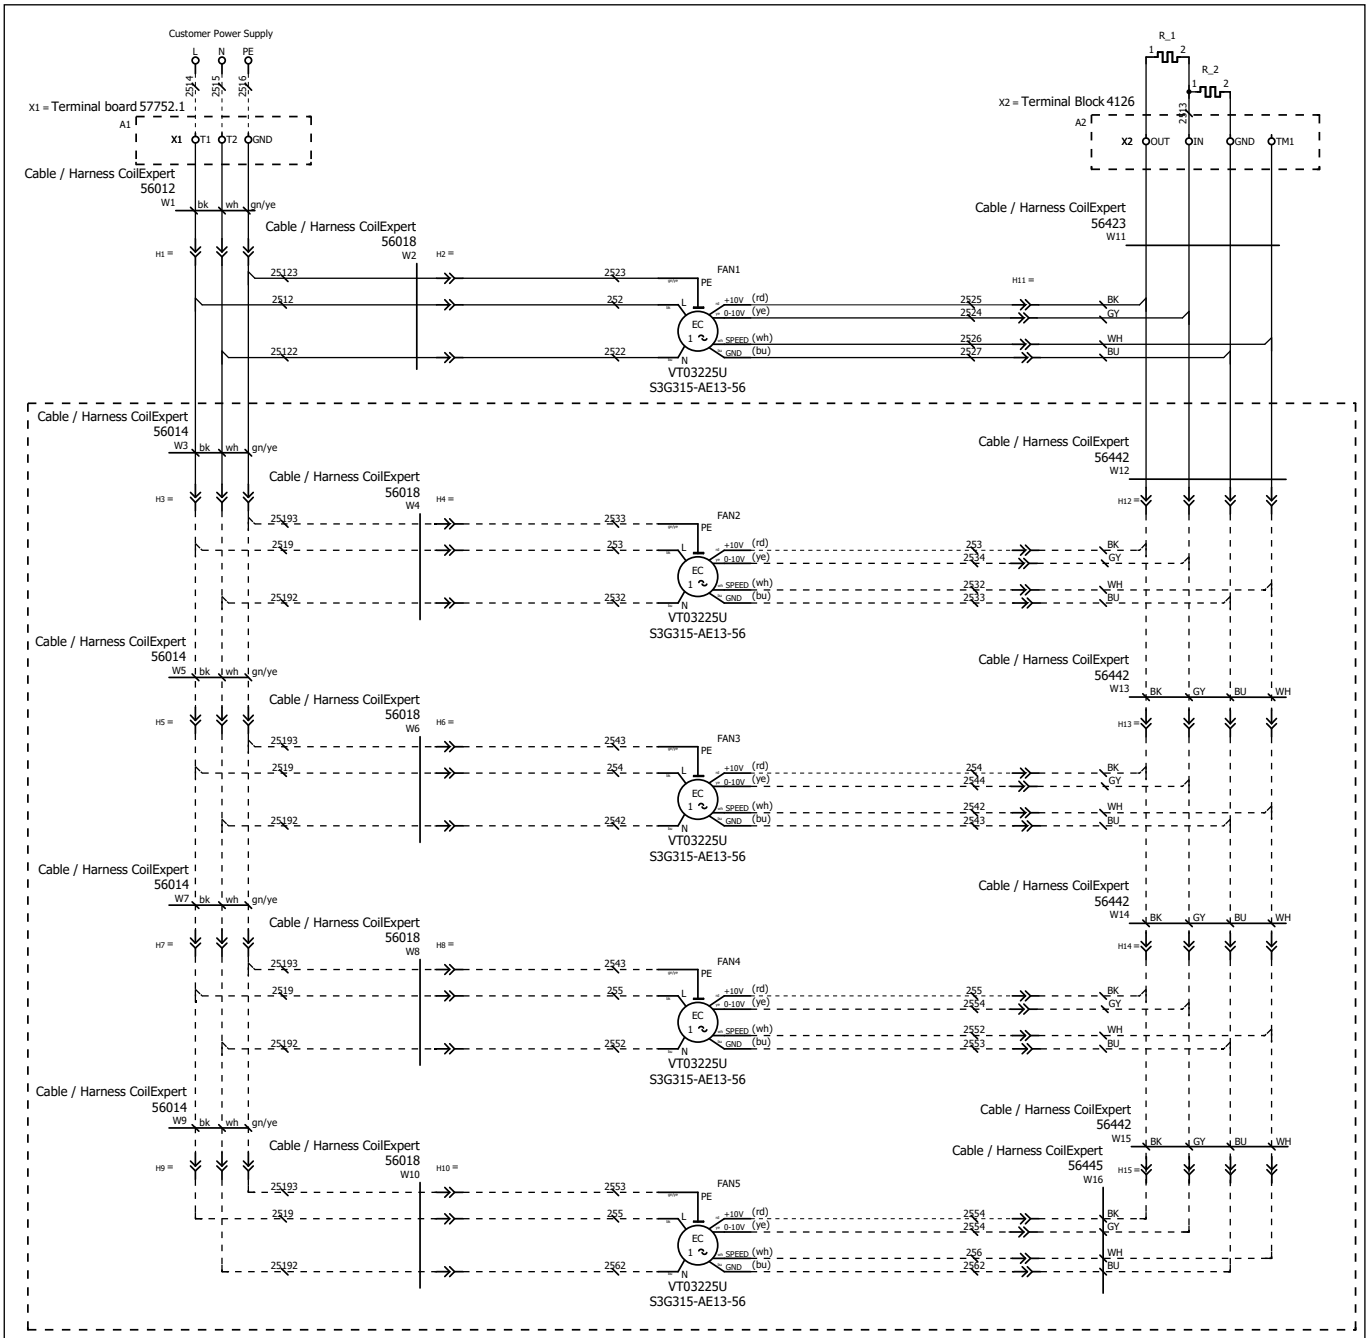 Customer Power Supply
L N PE
2514 2515 2516
X1 = Terminal board 57752.1
A1
X1 T1 T2 GND
Cable / Harness CoilExpert
56012
W1 bk wh gn/ye
H1 =
R_1
1 2
R_2
1 2
2513
X2 = Terminal Block 4126
A2
X2 OUT IN GND TM1
Cable / Harness CoilExpert
56423
W11
Cable / Harness CoilExpert
56018
W2 H2 =
25123 2523 PE FAN1
2512 252 L
25122 2522 N
EC
1 ~
+10V (rd) 2525 H11 = BK
0-10V (ye) 2524 GY
SPEED (wh) 2526 WH
GND (bu) 2527 BU
VT03225U
S3G315-AE13-56
Cable / Harness CoilExpert
56014
W3 bk wh gn/ye
H3 =
Cable / Harness CoilExpert
56442
W12
H12 =
Cable / Harness CoilExpert
56018
W4 H4 =
25193 2533 PE FAN2
2519 253 L
25192 2532 N
EC
1 ~
+10V (rd) 253 BK
0-10V (ye) 2534 GY
SPEED (wh) 2532 WH
GND (bu) 2533 BU
VT03225U
S3G315-AE13-56
Cable / Harness CoilExpert
56014
W5 bk wh gn/ye
H5 =
Cable / Harness CoilExpert
56442
W13 BK GY BU WH
H13 =
Cable / Harness CoilExpert
56018
W6 H6 =
25193 2543 PE FAN3
2519 254 L
25192 2542 N
EC
1 ~
+10V (rd) 254 BK
0-10V (ye) 2544 GY
SPEED (wh) 2542 WH
GND (bu) 2543 BU
VT03225U
S3G315-AE13-56
Cable / Harness CoilExpert
56014
W7 bk wh gn/ye
H7 =
Cable / Harness CoilExpert
56442
W14 BK GY BU WH
H14 =
Cable / Harness CoilExpert
56018
W8 H8 =
25193 2543 PE FAN4
2519 255 L
25192 2552 N
EC
1 ~
+10V (rd) 255 BK
0-10V (ye) 2554 GY
SPEED (wh) 2552 WH
GND (bu) 2553 BU
VT03225U
S3G315-AE13-56
Cable / Harness CoilExpert
56014
W9 bk wh gn/ye
H9 =
Cable / Harness CoilExpert
56442
W15 BK GY BU WH
H15 =
Cable / Harness CoilExpert
56445
W16
Cable / Harness CoilExpert
56018
W10 H10 =
25193 2553 PE FAN5
2519 255 L
25192 2562 N
EC
1 ~
+10V (rd) 2554 BK
0-10V (ye) 2554 GY
SPEED (wh) 256 WH
GND (bu) 2562 BU
VT03225U
S3G315-AE13-56